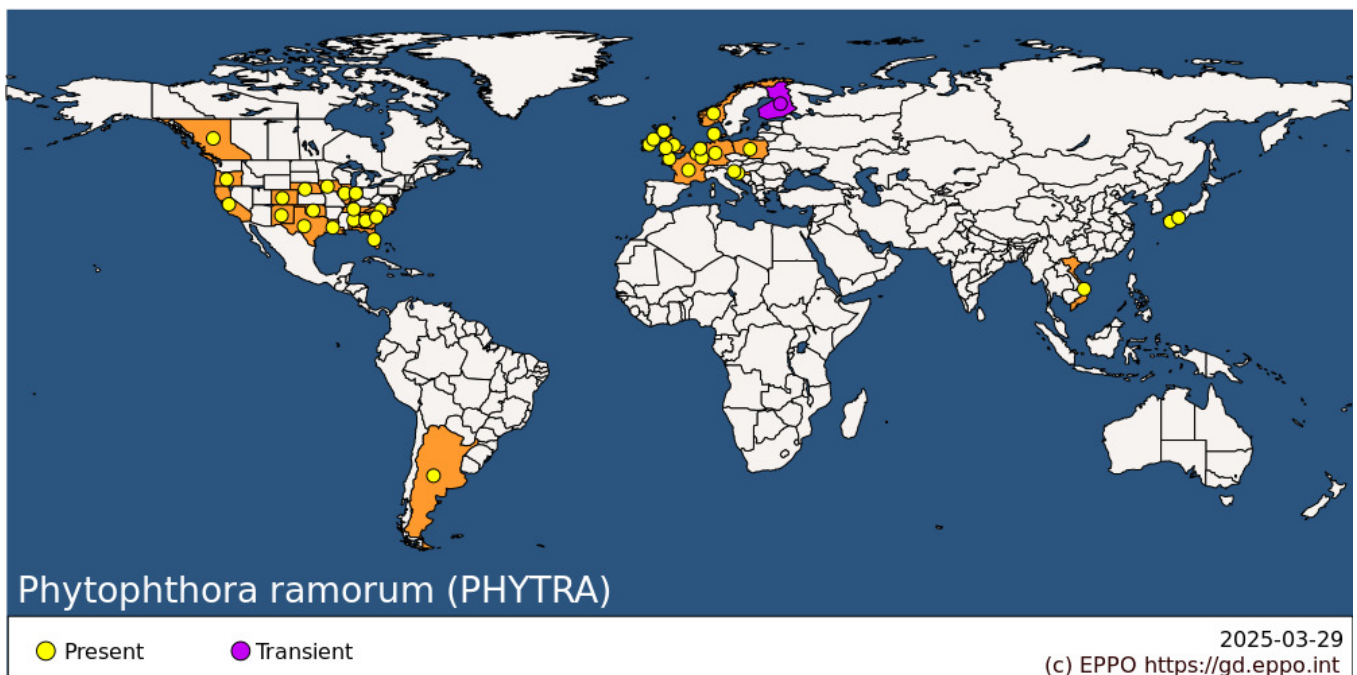 Phytophthora ramorum (PHYTRA)
Present
Transient
2025-03-29
(c) EPPO https://gd.eppo.int